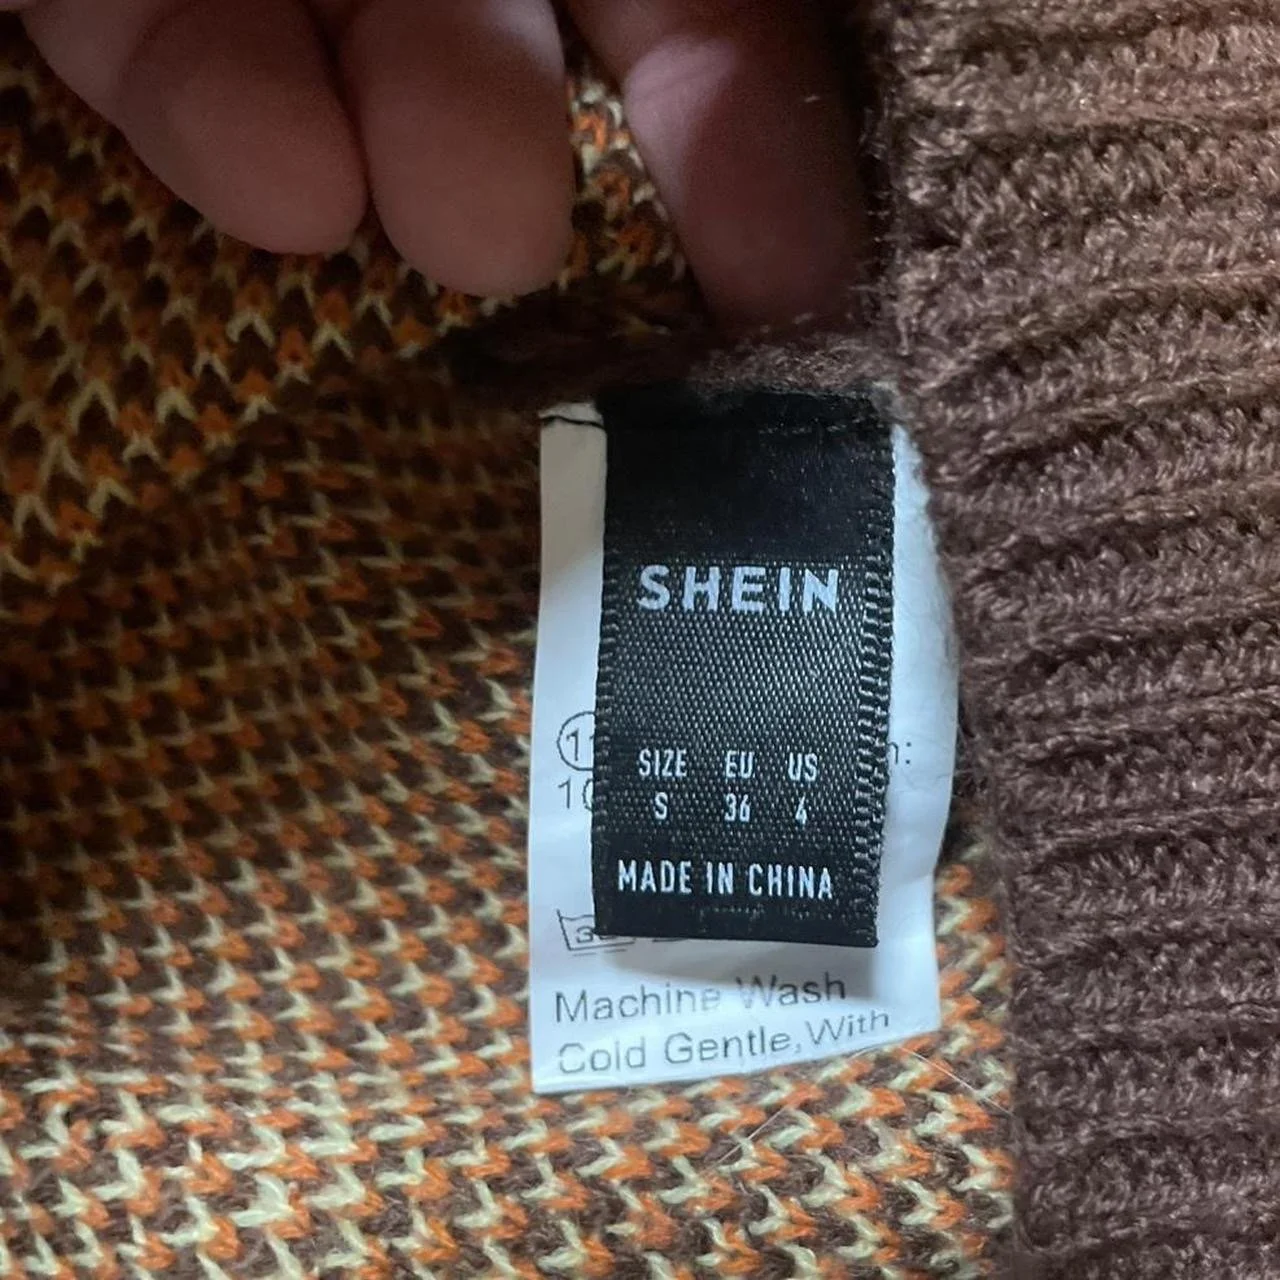 SHEIN
SIZE EU US
S 36 4
MADE IN CHINA
Machine Wash
Cold Gentle, With